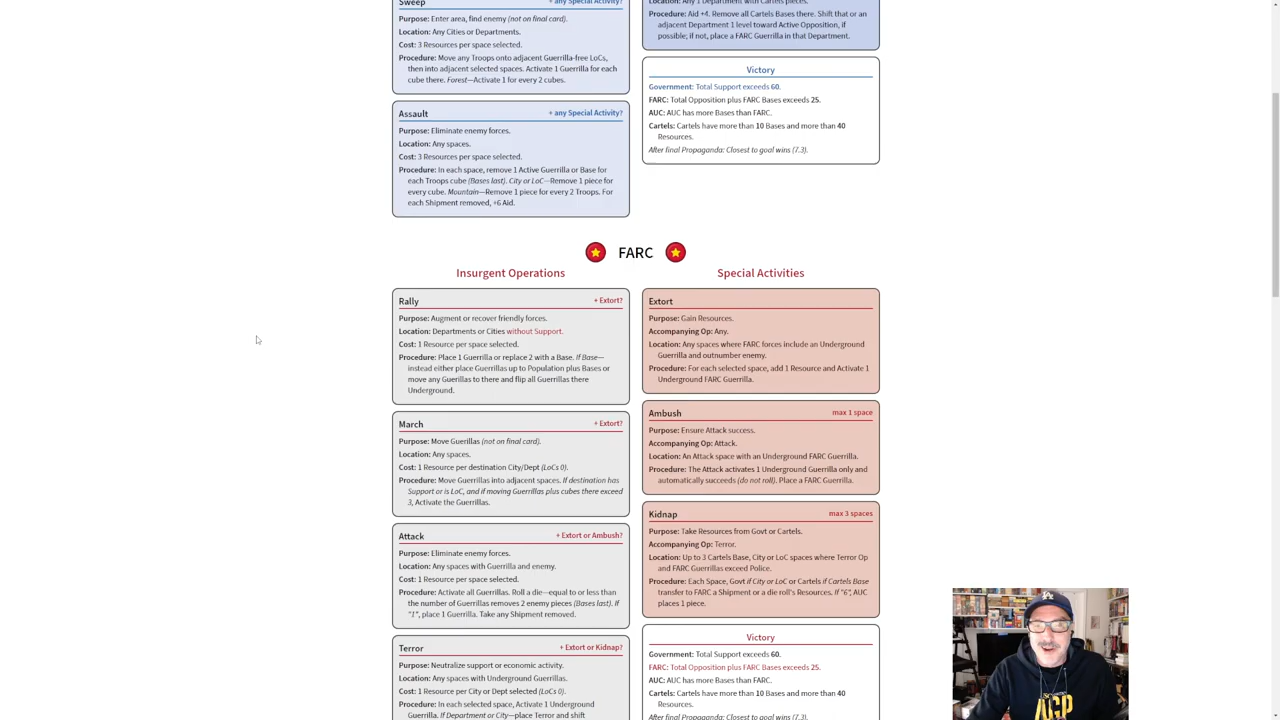 Sweep
+ any Special Activity?
Purpose: Enter area, find enemy (not on final card).
Location: Any Cities or Departments.
Cost: 3 Resources per space selected.
Procedure: Move any Troops onto adjacent Guerrilla-free LoCs,
then into adjacent selected spaces. Activate 1 Guerrilla for each
cube there. Forest—Activate 1 for every 2 cubes.
Assault
+ any Special Activity?
Purpose: Eliminate enemy forces.
Location: Any spaces.
Cost: 3 Resources per space selected.
Procedure: In each space, remove 1 Active Guerrilla or Base for
each Troops cube (Bases last). City or LoC—Remove 1 piece for
every cube. Mountain—Remove 1 piece for every 2 Troops. For
each Shipment removed, +6 Aid.
Location: Any 1 Department with Cartels pieces.
Procedure: Aid +4. Remove all Cartels Bases there. Shift that or an
adjacent Department 1 level toward Active Opposition, if
possible; if not, place a FARC Guerrilla in that Department.
Victory
Government: Total Support exceeds 60.
FARC: Total Opposition plus FARC Bases exceeds 25.
AUC: AUC has more Bases than FARC.
Cartels: Cartels have more than 10 Bases and more than 40
Resources.
After final Propaganda: Closest to goal wins (7.3).
FARC
Insurgent Operations
Rally
+ Extort?
Purpose: Augment or recover friendly forces.
Location: Departments or Cities without Support.
Cost: 1 Resource per space selected.
Procedure: Place 1 Guerrilla or replace 2 with a Base. If Base—
instead either place Guerrillas up to Population plus Bases or
move any Guerillas to there and flip all Guerrillas there
Underground.
March
+ Extort?
Purpose: Move Guerillas (not on final card).
Location: Any spaces.
Cost: 1 Resource per destination City/Dept (LoCs 0).
Procedure: Move Guerrillas into adjacent spaces. If destination has
Support or is LoC, and if moving Guerrillas plus cubes there exceed
3, Activate the Guerrillas.
Attack
+ Extort or Ambush?
Purpose: Eliminate enemy forces.
Location: Any spaces with Guerrilla and enemy.
Cost: 1 Resource per space selected.
Procedure: Activate all Guerrillas. Roll a die—equal to or less than
the number of Guerrillas removes 2 enemy pieces (Bases last). If
"1", place 1 Guerrilla. Take any Shipment removed.
Terror
+ Extort or Kidnap?
Purpose: Neutralize support or economic activity.
Location: Any spaces with Underground Guerrillas.
Cost: 1 Resource per City or Dept selected (LoCs 0).
Procedure: In each selected space, Activate 1 Underground
Guerrilla. If Department or City—place Terror and shift
Special Activities
Extort
Purpose: Gain Resources.
Accompanying Op: Any.
Location: Any spaces where FARC forces include an Underground
Guerrilla and outnumber enemy.
Procedure: For each selected space, add 1 Resource and Activate 1
Underground FARC Guerrilla.
Ambush
max 1 space
Purpose: Ensure Attack success.
Accompanying Op: Attack.
Location: An Attack space with an Underground FARC Guerrilla.
Procedure: The Attack activates 1 Underground Guerrilla only and
automatically succeeds (do not roll). Place a FARC Guerrilla.
Kidnap
max 3 spaces
Purpose: Take Resources from Govt or Cartels.
Accompanying Op: Terror.
Location: Up to 3 Cartels Base, City or LoC spaces where Terror Op
and FARC Guerrillas exceed Police.
Procedure: Each Space, Govt if City or LoC or Cartels if Cartels Base
transfer to FARC a Shipment or a die roll's Resources. If "6", AUC
places 1 piece.
Victory
Government: Total Support exceeds 60.
FARC: Total Opposition plus FARC Bases exceeds 25.
AUC: AUC has more Bases than FARC.
Cartels: Cartels have more than 10 Bases and more than 40
Resources.
After final Propaganda: Closest to goal wins (7.3).
LA